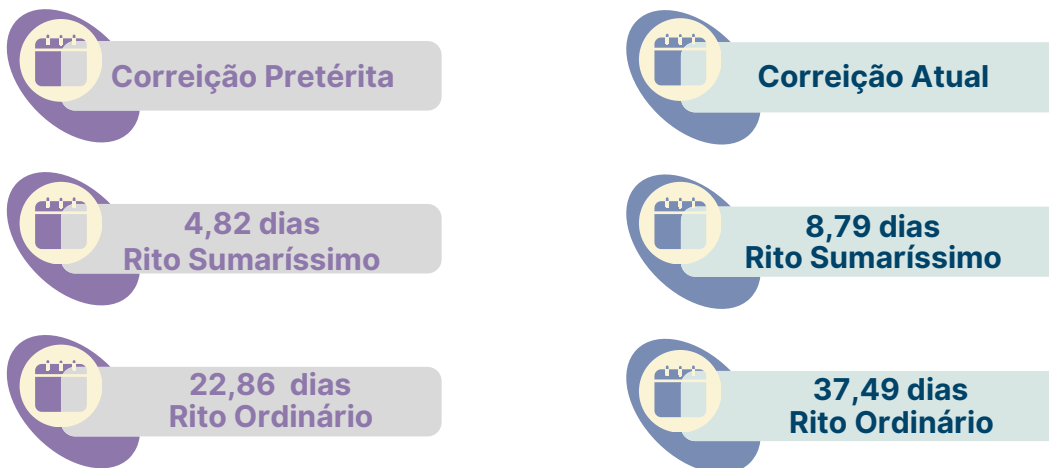 Correição Pretérita
4,82 dias
Rito Sumaríssimo
22,86 dias
Rito Ordinário
Correição Atual
8,79 dias
Rito Sumaríssimo
37,49 dias
Rito Ordinário